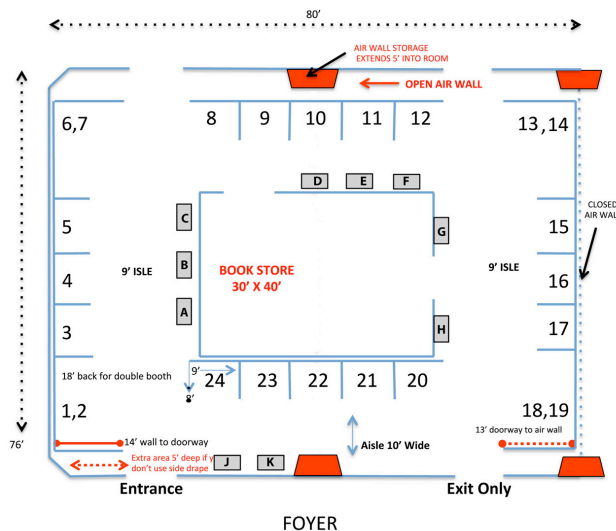 80’
AIR WALL STORAGE
EXTENDS 5’ INTO ROOM
OPEN AIR WALL
6,7
8
9
10
11
12
13,14
D
E
F
5
C
G
15
CLOSED
AIR WAL
9’ ISLE
B
BOOK STORE
30’ X 40’
9’ ISLE
4
16
A
3
H
17
18’ back for double booth
9’
8’
24
23
22
21
20
1,2
18,19
76’
14’ wall to doorway
Aisle 10’ Wide
13’ doorway to air wall
Extra area 5’ deep if y
don’t use side drape
J
K
Entrance
Exit Only
FOYER